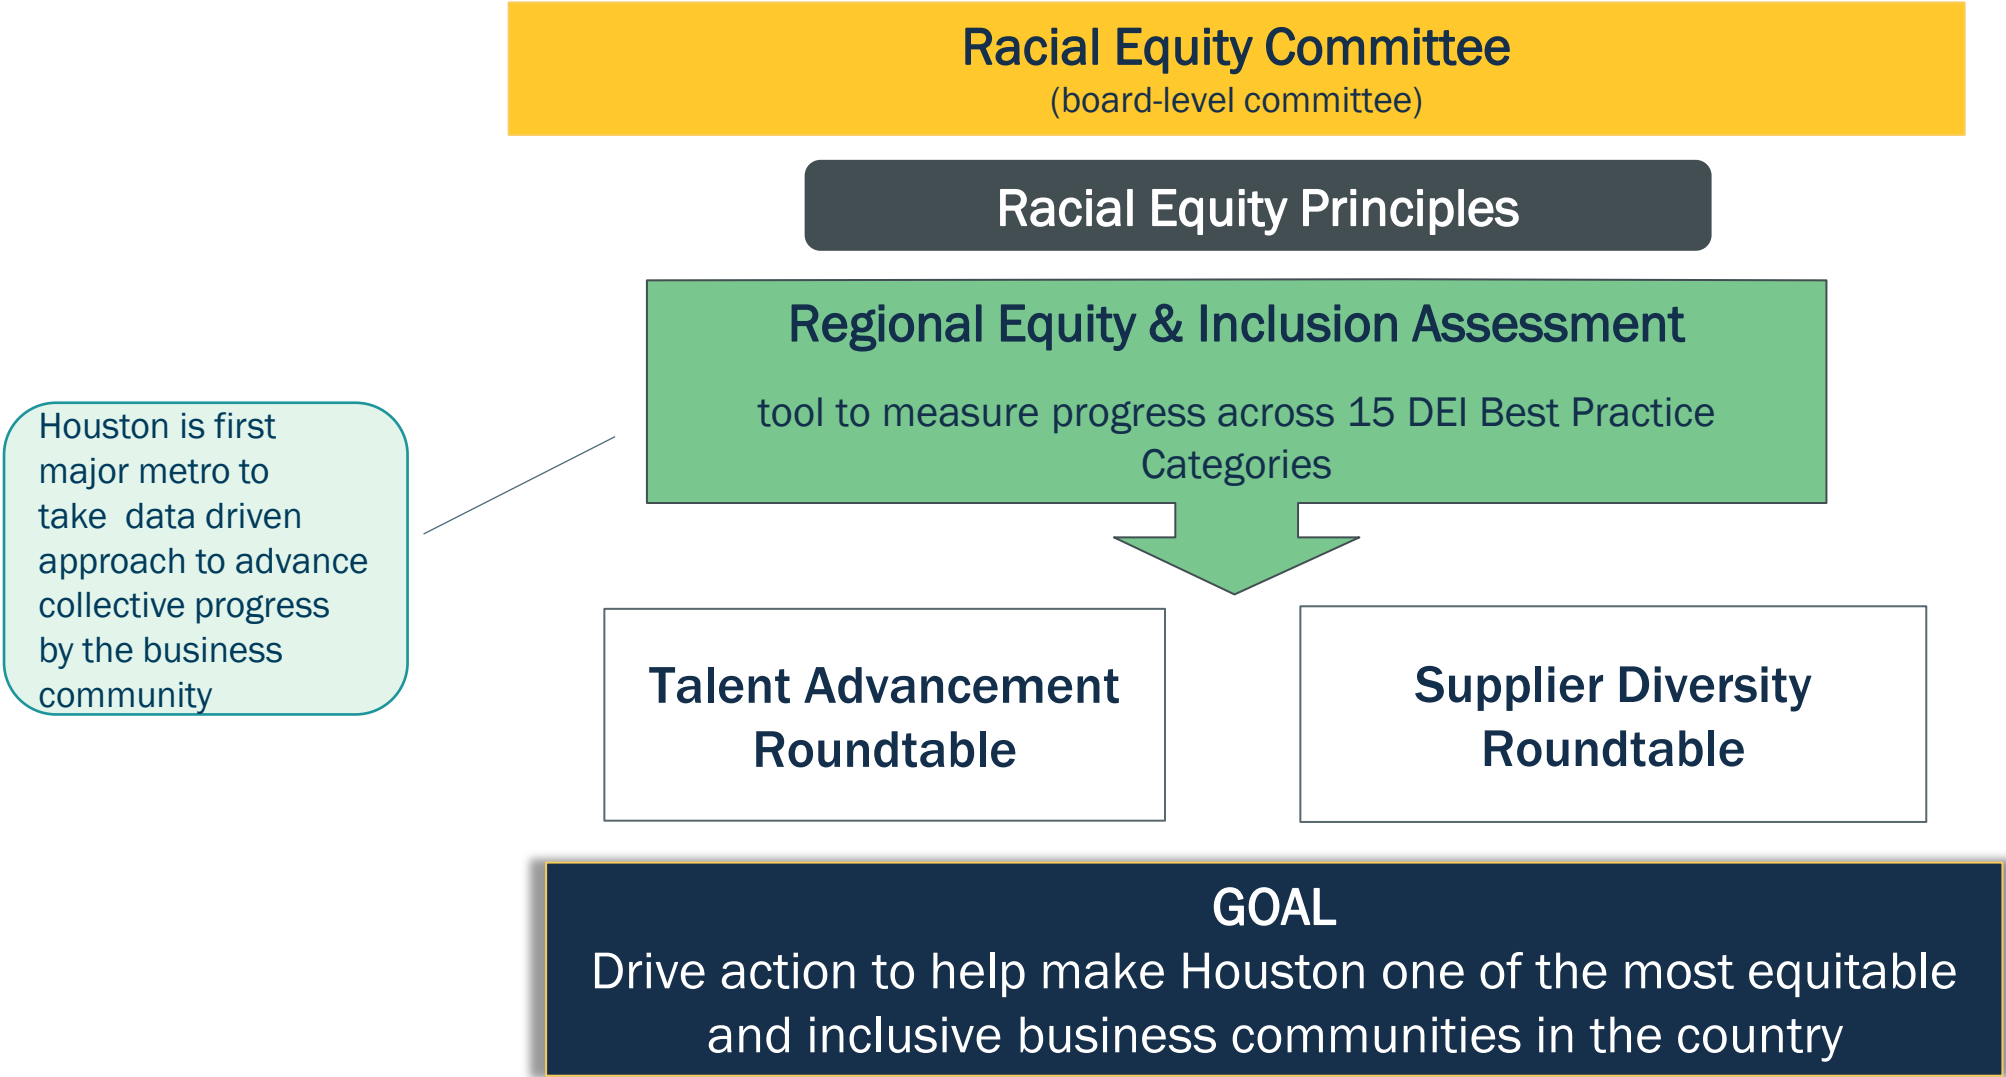 Racial Equity Committee
(board-level committee)
Racial Equity Principles
Regional Equity & Inclusion Assessment
tool to measure progress across 15 DEI Best Practice
Categories
Houston is first
major metro to
take  data driven
approach to advance
collective progress
by the business
community
Talent Advancement
Roundtable
Supplier Diversity
Roundtable
GOAL
Drive action to help make Houston one of the most equitable
and inclusive business communities in the country